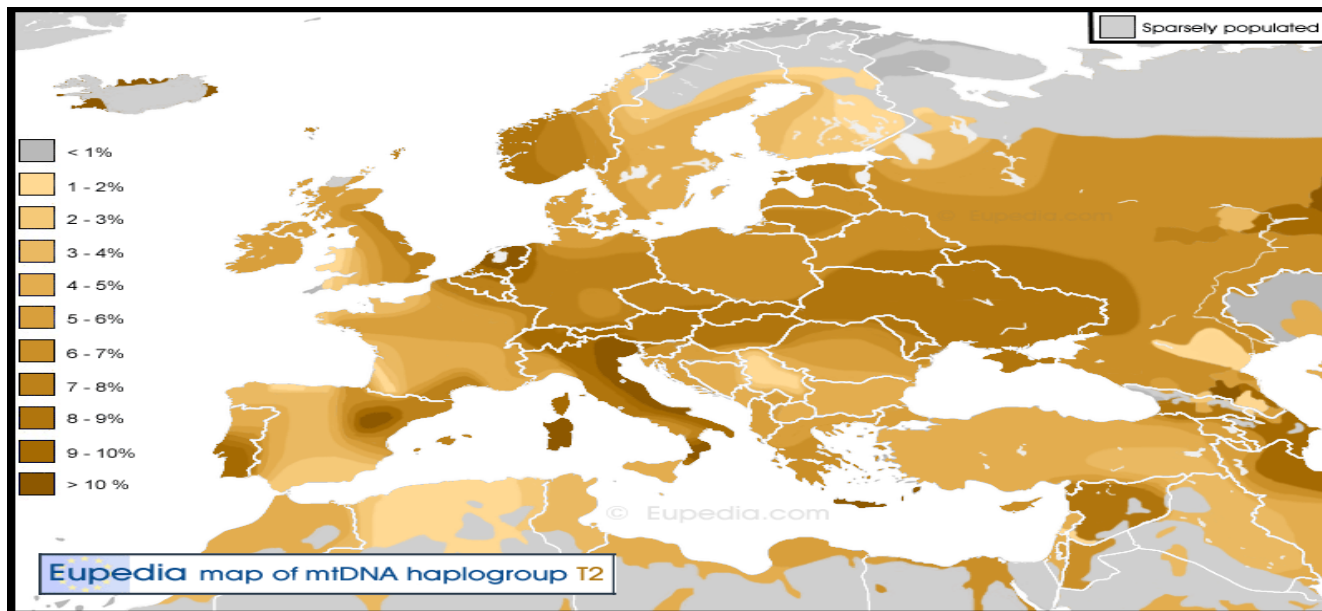 Sparsely populated
< 1%
1 - 2%
2 - 3%
3 - 4%
4 - 5%
5 - 6%
6 - 7%
7 - 8%
8 - 9%
9 - 10%
> 10 %
© Eupedia.com
© Eupedia.com
Eupedia map of mtDNA haplogroup T2